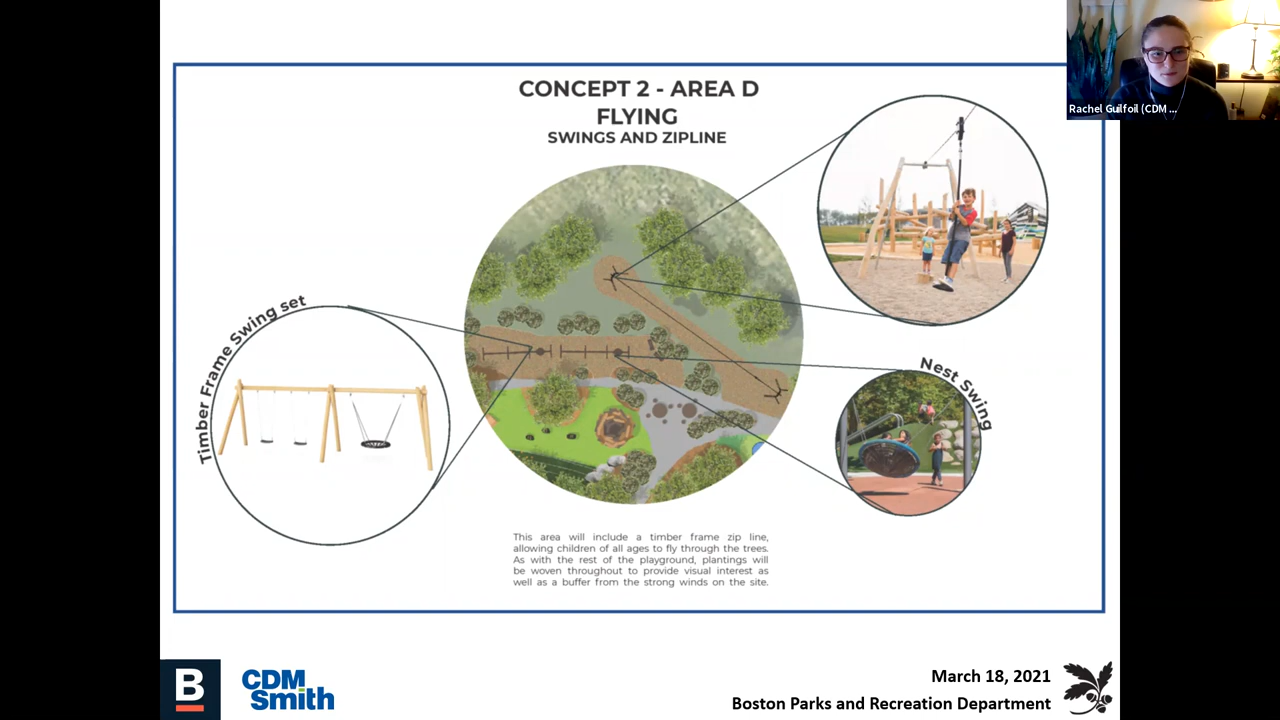 Rachel Guilfoil (CDM ...
CONCEPT 2 - AREA D
FLYING
SWINGS AND ZIPLINE
Timber Frame Swing set
Nest Swing
This area will include a timber frame zip line,
allowing children of all ages to fly through the trees.
As with the rest of the playground, plantings will
be woven throughout to provide visual interest as
well as a buffer from the strong winds on the site.
B
CDM
Smith
March 18, 2021
Boston Parks and Recreation Department